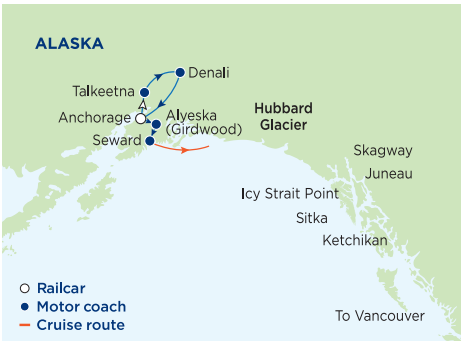 ALASKA
Denali
Talkeetna
Anchorage
Alyeska
(Girdwood)
Seward
Hubbard
Glacier
Skagway
Juneau
Icy Strait Point
Sitka
Ketchikan
Railcar
Motor coach
Cruise route
To Vancouver